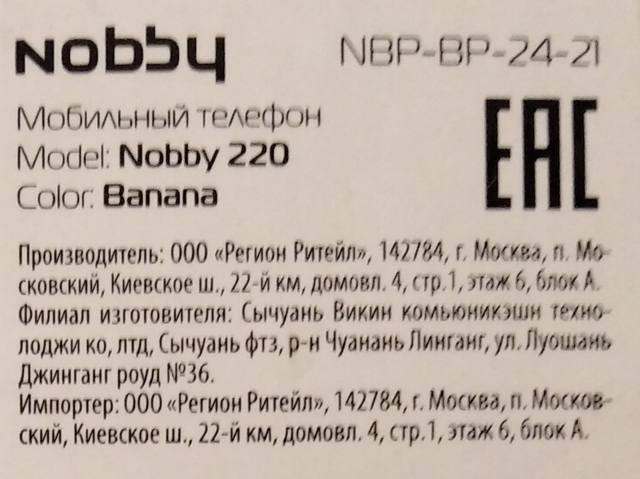 Nobby NBP-BP-24-21
Мобильный телефон
Model: Nobby 220
Color: Banana
EAC
Производитель: ООО «Регион Ритейл», 142784, г. Москва, п. Мо-
сковский, Киевское ш., 22-й км, домовл. 4, стр.1, этаж 6, блок А.
Филиал изготовителя: Сычуань Викин комьюникэшн техно-
лоджи ко, лтд, Сычуань фтз, р-н Чуанань Линганг, ул. Луошань
Джинганг роуд №36.
Импортер: ООО «Регион Ритейл», 142784, г. Москва, п. Москов-
ский, Киевское ш., 22-й км, домовл. 4, стр.1, этаж 6, блок А.